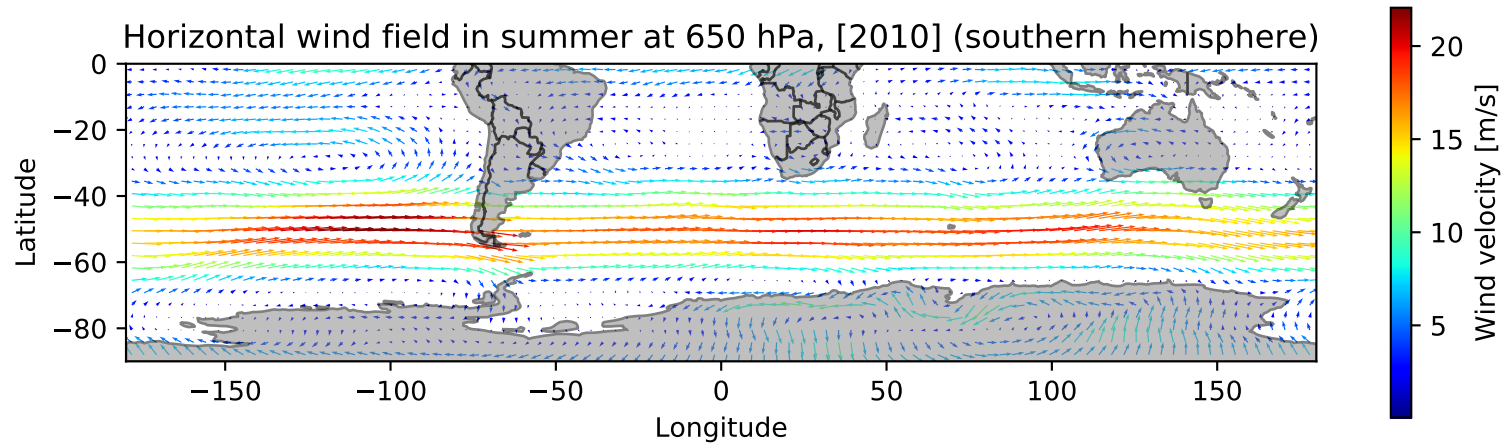 Horizontal wind field in summer at 650 hPa, [2010] (southern hemisphere)
0
−20
−40
−60
−80
Latitude
−150 −100 −50 0 50 100 150
Longitude
20
15
10
5
Wind velocity [m/s]